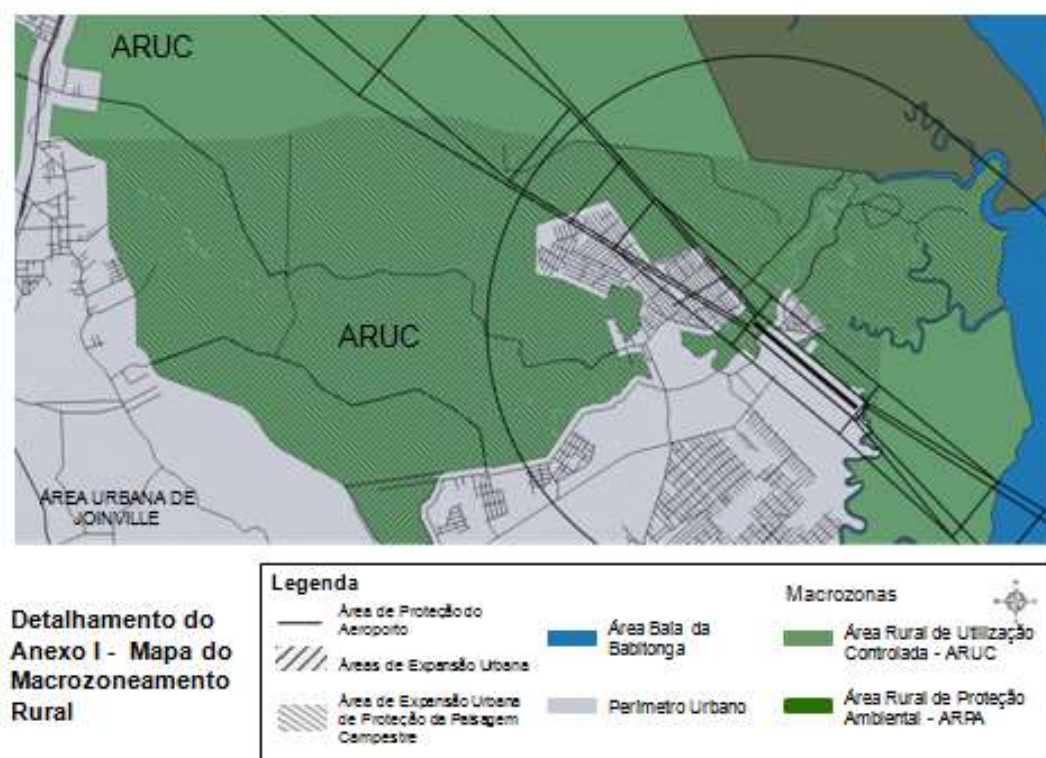 ARUC
ARUC
ÁREA URBANA DE
JOINVILLE
Detalhamento do
Anexo I - Mapa do
Macrozoneamento
Rural
Legenda
Área de Proteção do
Aeroporto
Áreas de Expansão Urbana
Área de Expansão Urbana
de Proteção da Paisagem
Campestre
Área Baía da
Babitonga
Perímetro Urbano
Macrozonas
Área Rural de Utilização
Controlada - ARUC
Área Rural de Proteção
Ambiental - ARPA